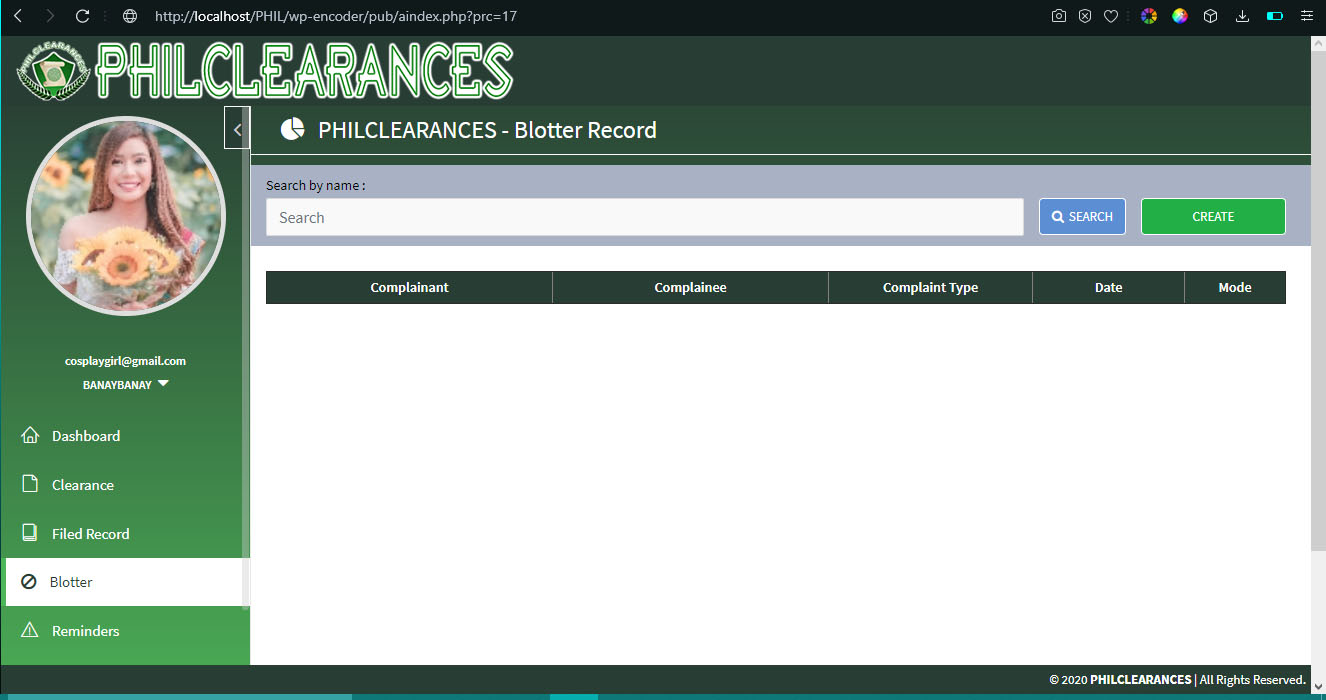 http://localhost/PHIL/wp-encoder/pub/aindex.php?prc=17
PHILCLEARANCES
PHILCLEARANCES
PHILCLEARANCES - Blotter Record
Search by name :
Search
SEARCH
CREATE
Complainant Complainee Complaint Type Date Mode
cosplaygirl@gmail.com
BANAYBANAY
Dashboard
Clearance
Filed Record
Blotter
Reminders
© 2020 PHILCLEARANCES | All Rights Reserved.